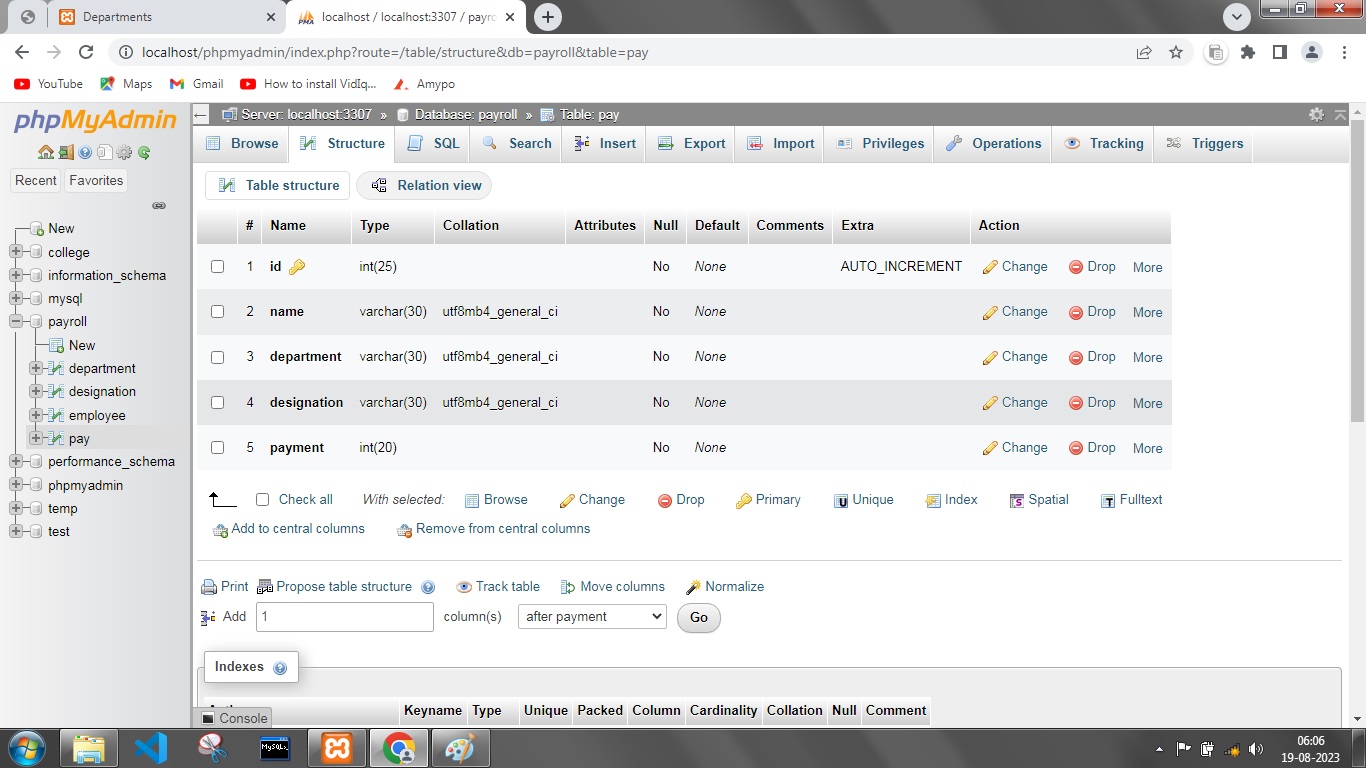 Departments
localhost / localhost:3307 / payro
localhost/phpmyadmin/index.php?route=/table/structure&db=payroll&table=pay
YouTube Maps Gmail How to install VidIq... Amypo
phpMyAdmin
Recent Favorites
New
college
information_schema
mysql
payroll
New
department
designation
employee
pay
performance_schema
phpmyadmin
temp
test
Server: localhost:3307 » Database: payroll » Table: pay
Browse Structure SQL Search Insert Export Import Privileges Operations Tracking Triggers
Table structure Relation view
# Name Type Collation Attributes Null Default Comments Extra Action
1 id int(25) No None AUTO_INCREMENT Change Drop More
2 name varchar(30) utf8mb4_general_ci No None Change Drop More
3 department varchar(30) utf8mb4_general_ci No None Change Drop More
4 designation varchar(30) utf8mb4_general_ci No None Change Drop More
5 payment int(20) No None Change Drop More
Check all With selected: Browse Change Drop Primary Unique Index Spatial Fulltext
Add to central columns Remove from central columns
Print Propose table structure Track table Move columns Normalize
Add 1 column(s) after payment Go
Indexes
Keyname Type Unique Packed Column Cardinality Collation Null Comment
Console
06:06
19-08-2023